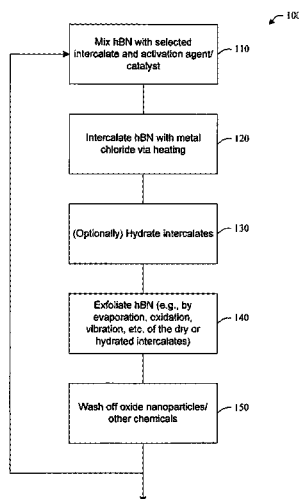 100
Mix hBN with selected
intercalate and activation agent/
catalyst
110
Intercalate hBN with metal
chloride via heating
120
(Optionally) Hydrate intercalates
130
Exfoliate hBN (e.g., by
evaporation, oxidation,
vibration, etc. of the dry or
hydrated intercalates)
140
Wash off oxide nanoparticles/
other chemicals
150